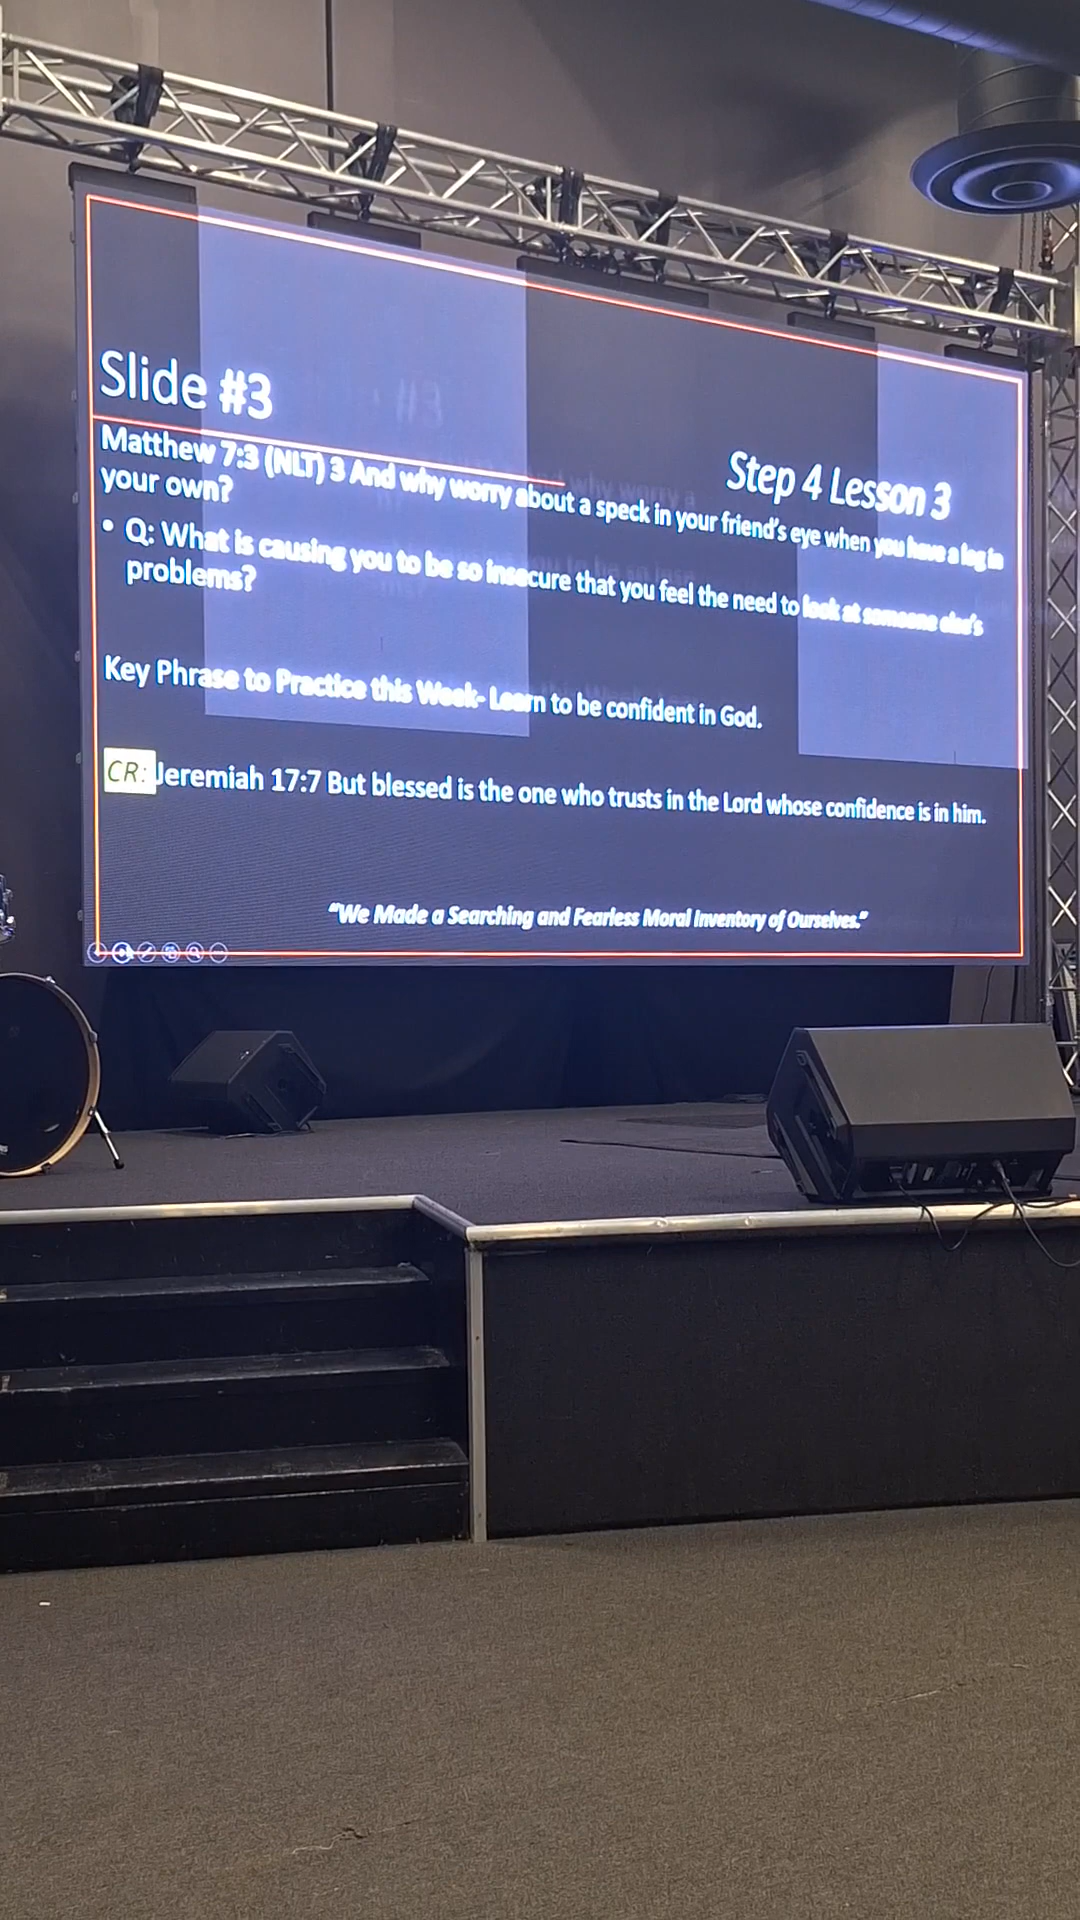 Slide #3
Step 4 Lesson 3
Matthew 7:3 (NLT) 3 And why worry about a speck in your friend's eye when you have a log in
your own?
• Q: What is causing you to be so insecure that you feel the need to look at someone else's
problems?
Key Phrase to Practice this Week- Learn to be confident in God.
CR: Jeremiah 17:7 But blessed is the one who trusts in the Lord whose confidence is in him.
"We Made a Searching and Fearless Moral Inventory of Ourselves."